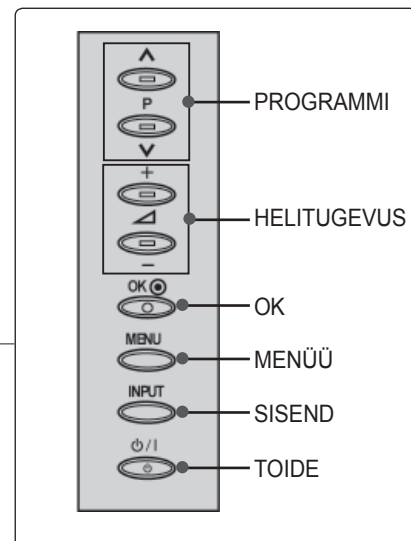 P
PROGRAMMI
+
HELITUGEVUS
-
OK
OK
MENU
MENÜÜ
INPUT
SISEND
⏻/I
TOIDE